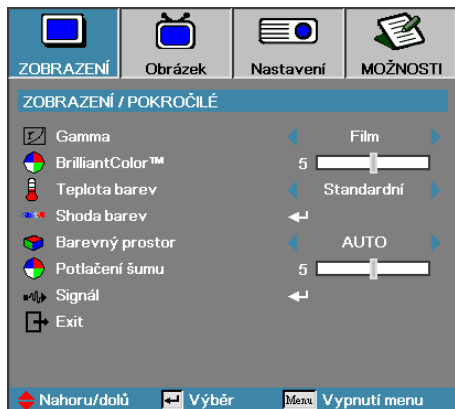 ZOBRAZENÍ Obrázek Nastavení MOŽNOSTI
ZOBRAZENÍ / POKROČILÉ
Gamma Film
BrilliantColor™ 5
Teplota barev Standardní
Shoda barev
Barevný prostor AUTO
Potlačení šumu 5
Signál
Exit
Nahoru/dolů Výběr Menu Vypnutí menu